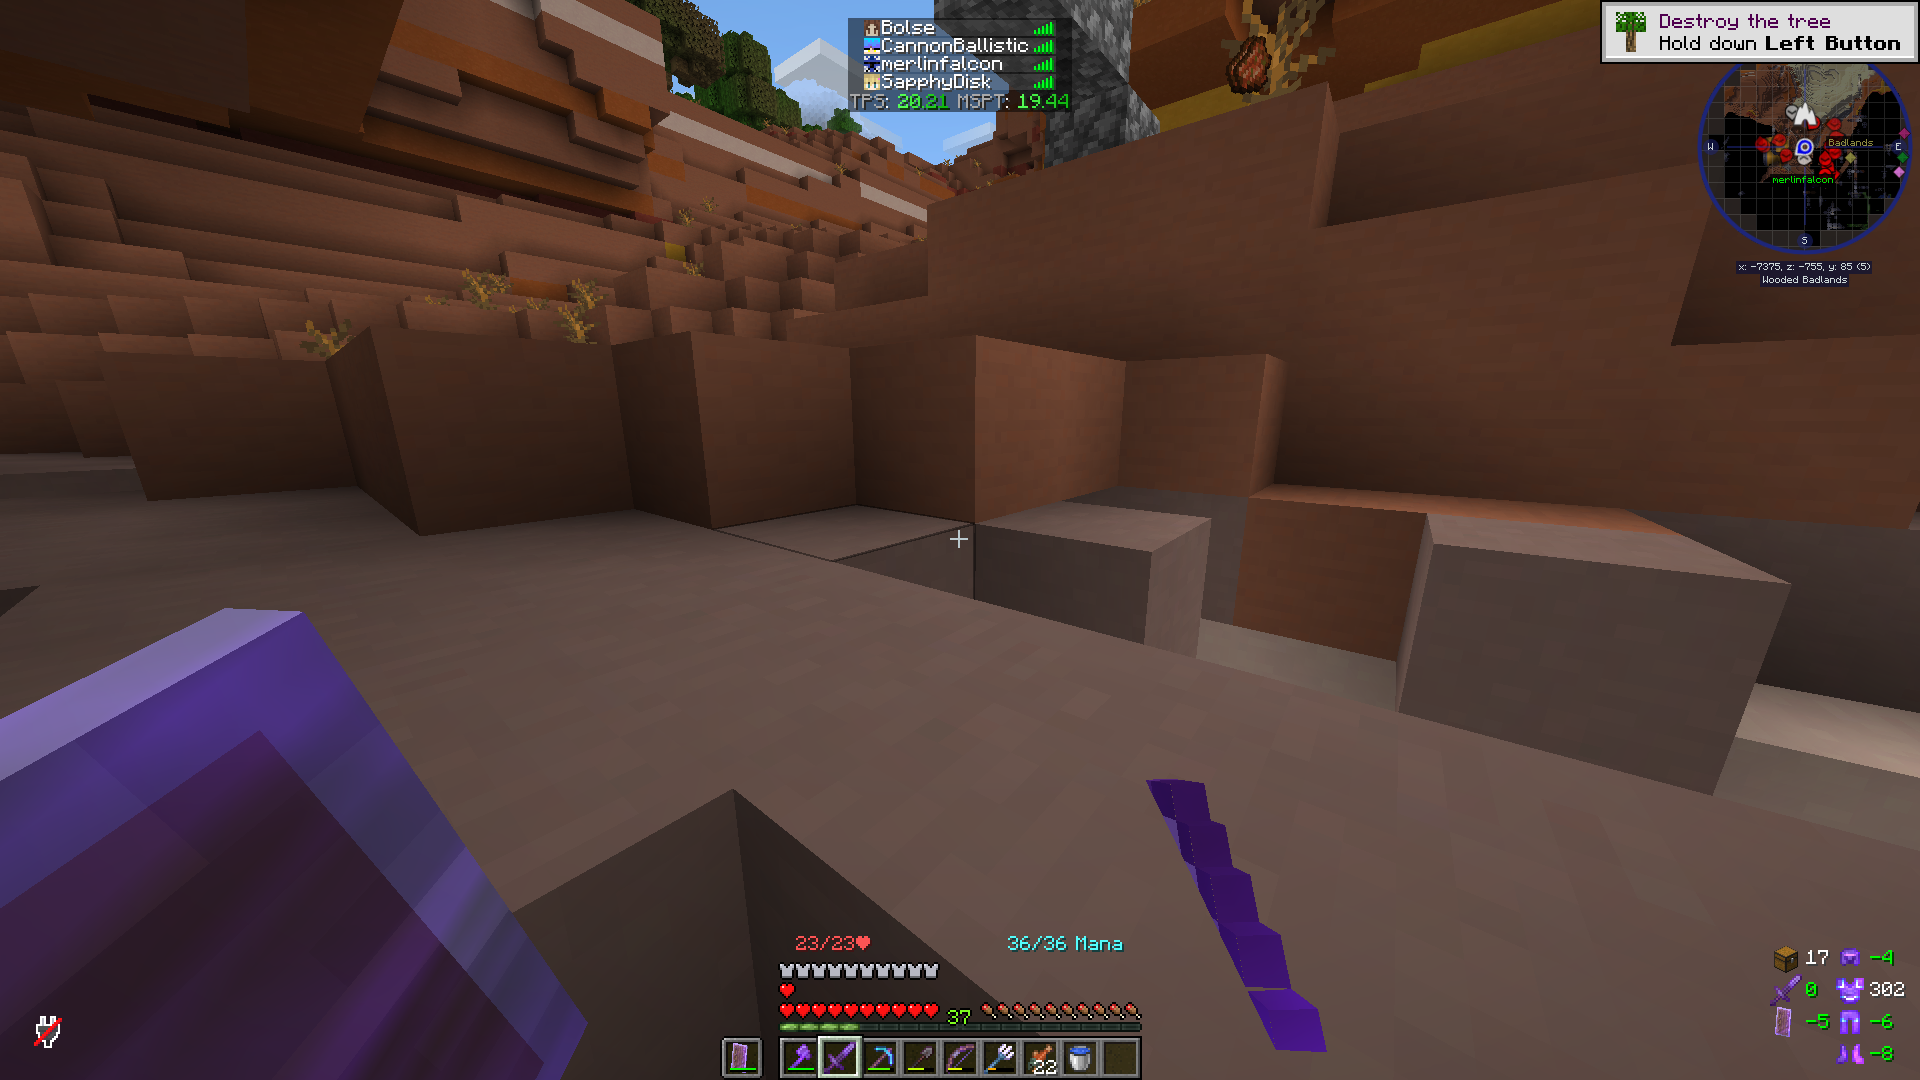 Bolse
CannonBallistic
merlinfalcon
SapphyDisk
TPS: 20.21 MSPT: 19.44
Destroy the tree
Hold down Left Button
W
Badlands
E
merlinfalcon
S
x: -7375, z: -755, y: 85 (5)
Wooded Badlands
23/23
36/36 Mana
37
22
17
-4
0
302
-5
-6
-8